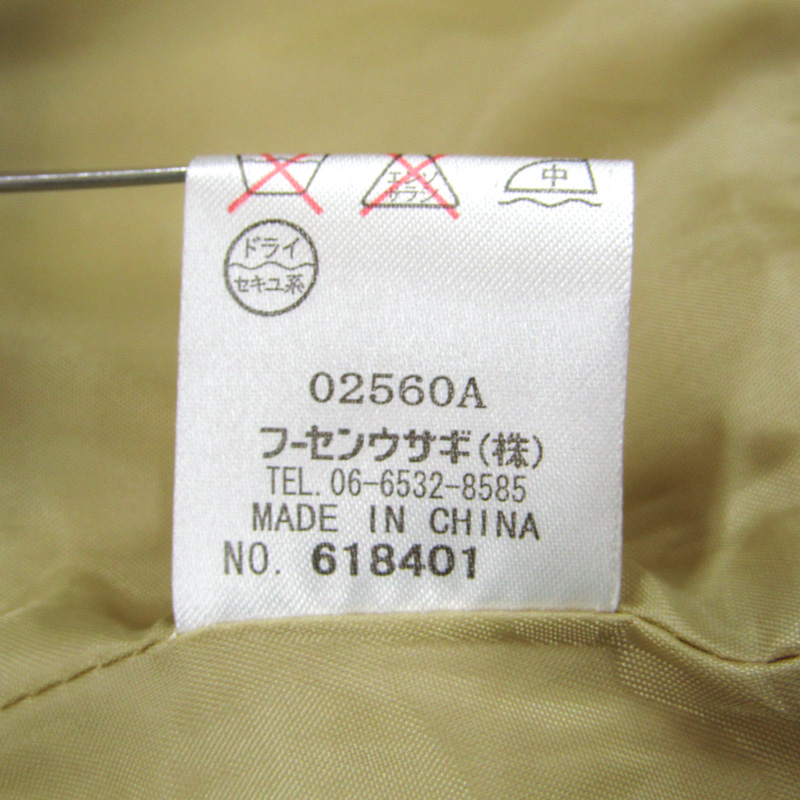 エンソ
サラシ
中
ドライ
セキユ系
02560A
フーセンウサギ(株)
TEL. 06-6532-8585
MADE IN CHINA
NO. 618401